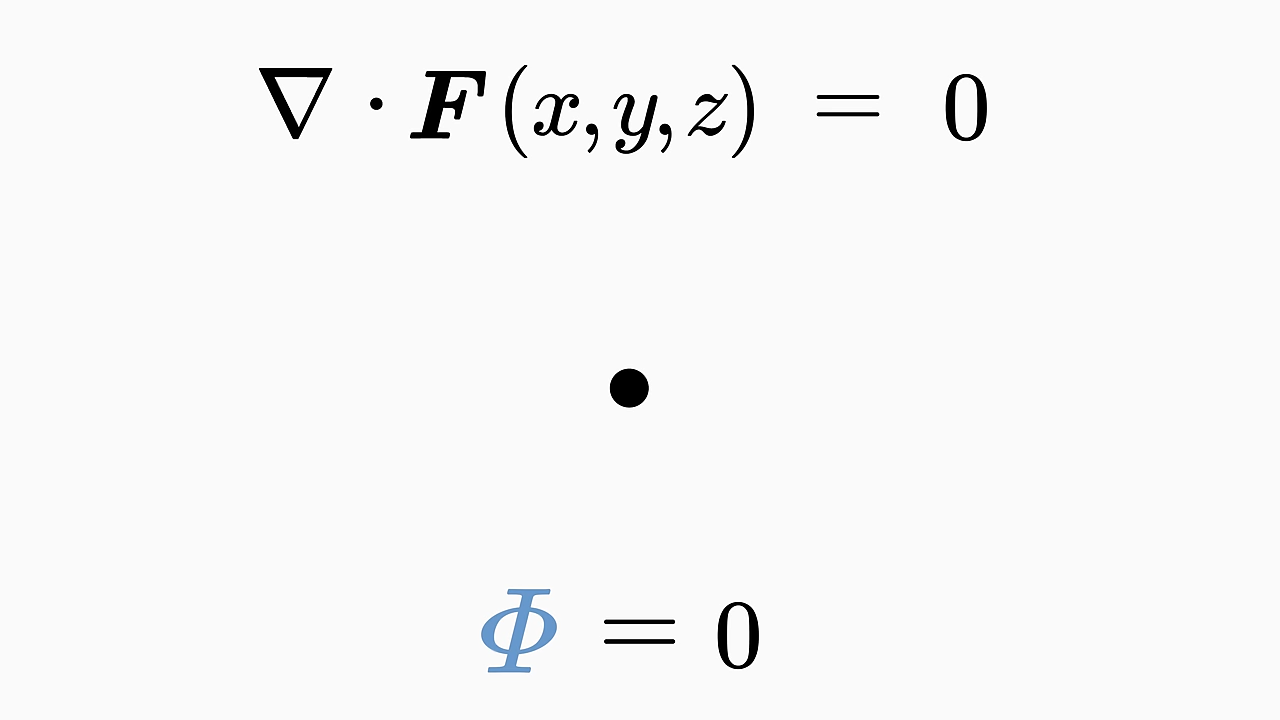 ∇ · F(x,y,z) = 0
Φ = 0